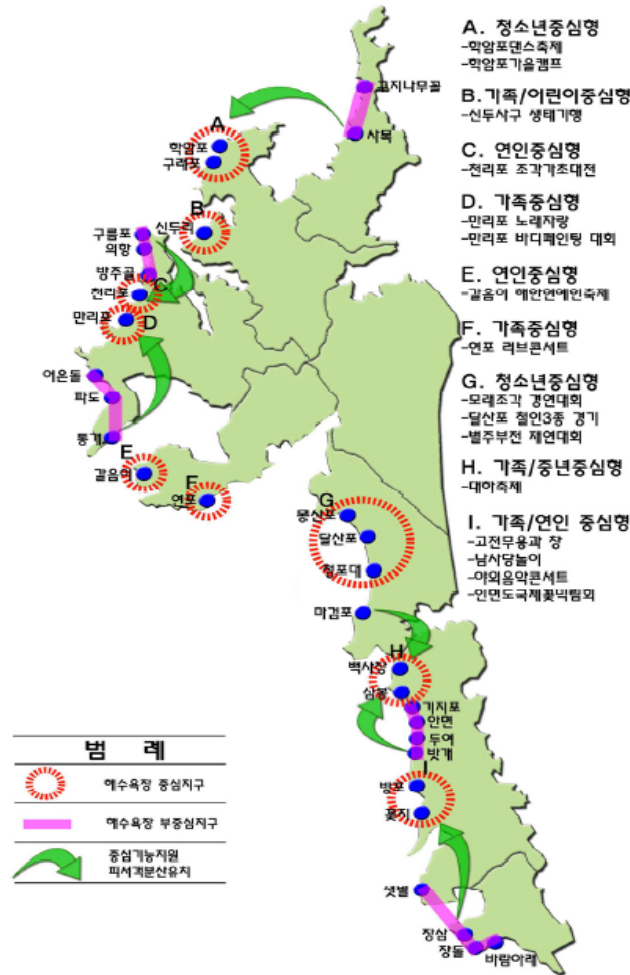 A. 청소년중심형
-학암포댄스축제
-학암포가을캠프
B.가족/어린이중심형
-신두사구 생태기행
C. 연인중심형
-천리포 조각가초대전
D. 가족중심형
-만리포 노래자랑
-만리포 바디페인팅 대회
E. 연인중심형
-갈음이 해안연예인축제
F. 가족중심형
-연포 러브콘서트
G. 청소년중심형
-모래조각 경연대회
-달산포 철인3종 경기
-별주부전 재연대회
H. 가족/중년중심형
-대하축제
I. 가족/연인 중심형
-고전무용과 창
-남사당놀이
-야외음악콘서트
꼬지나무골
사목
A
학암포
구례포
B
신두리
구름포
의항
방주골
천리포
C
만리포
D
어은돌
파도
통개
E
갈음이
F
연포
G
몽산포
달산포
청포대
마검포
H
백사장
삼봉
기지포
안면
두여
밧개
I
방포
꽃지
샛별
장삼
장돌
바람아래
범 례
해수욕장 중심지구
해수욕장 부중심지구
중심기능지원
피서객분산유지